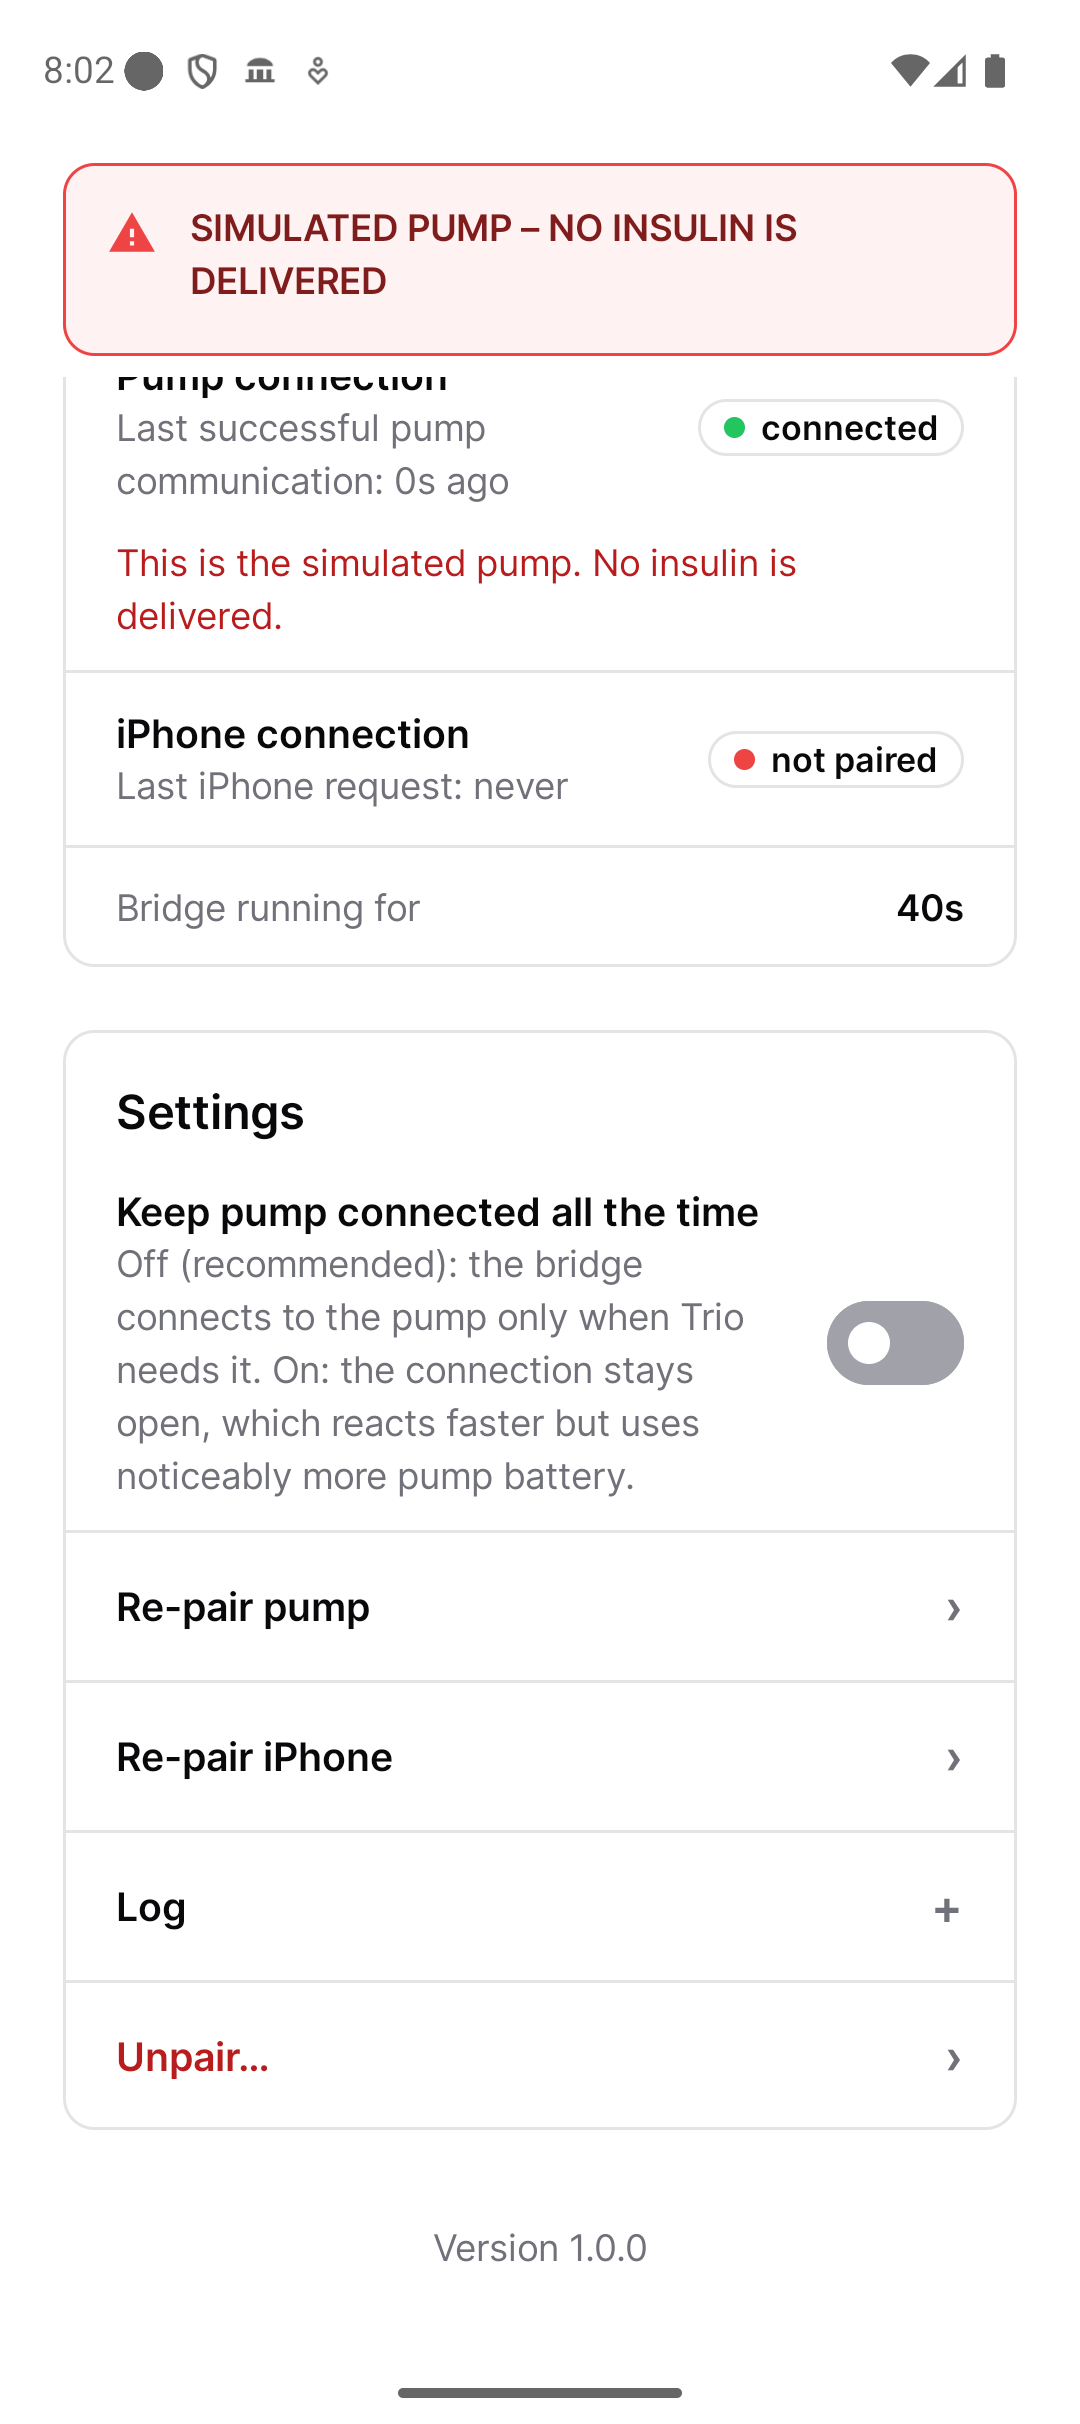 8:02
SIMULATED PUMP – NO INSULIN IS
DELIVERED
Pump connection
Last successful pump
communication: 0s ago
connected
This is the simulated pump. No insulin is
delivered.
iPhone connection
Last iPhone request: never
not paired
Bridge running for
40s
Settings
Keep pump connected all the time
Off (recommended): the bridge
connects to the pump only when Trio
needs it. On: the connection stays
open, which reacts faster but uses
noticeably more pump battery.
Re-pair pump
Re-pair iPhone
Log
Unpair...
Version 1.0.0